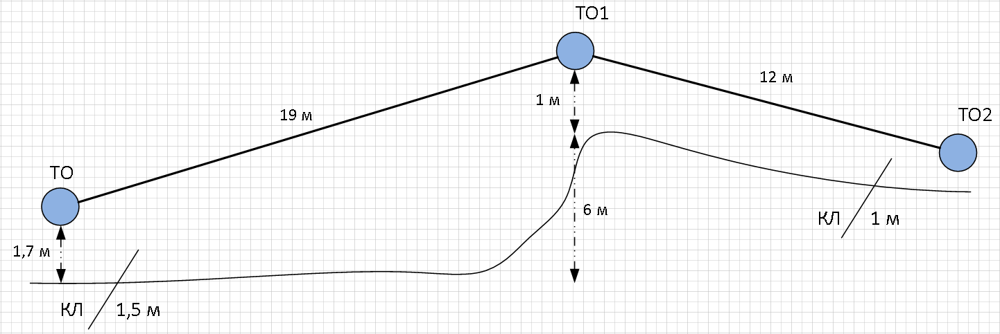 ТО1
12 м
1 м
ТО2
19 м
ТО
6 м
КЛ
1 м
1,7 м
КЛ
1,5 м